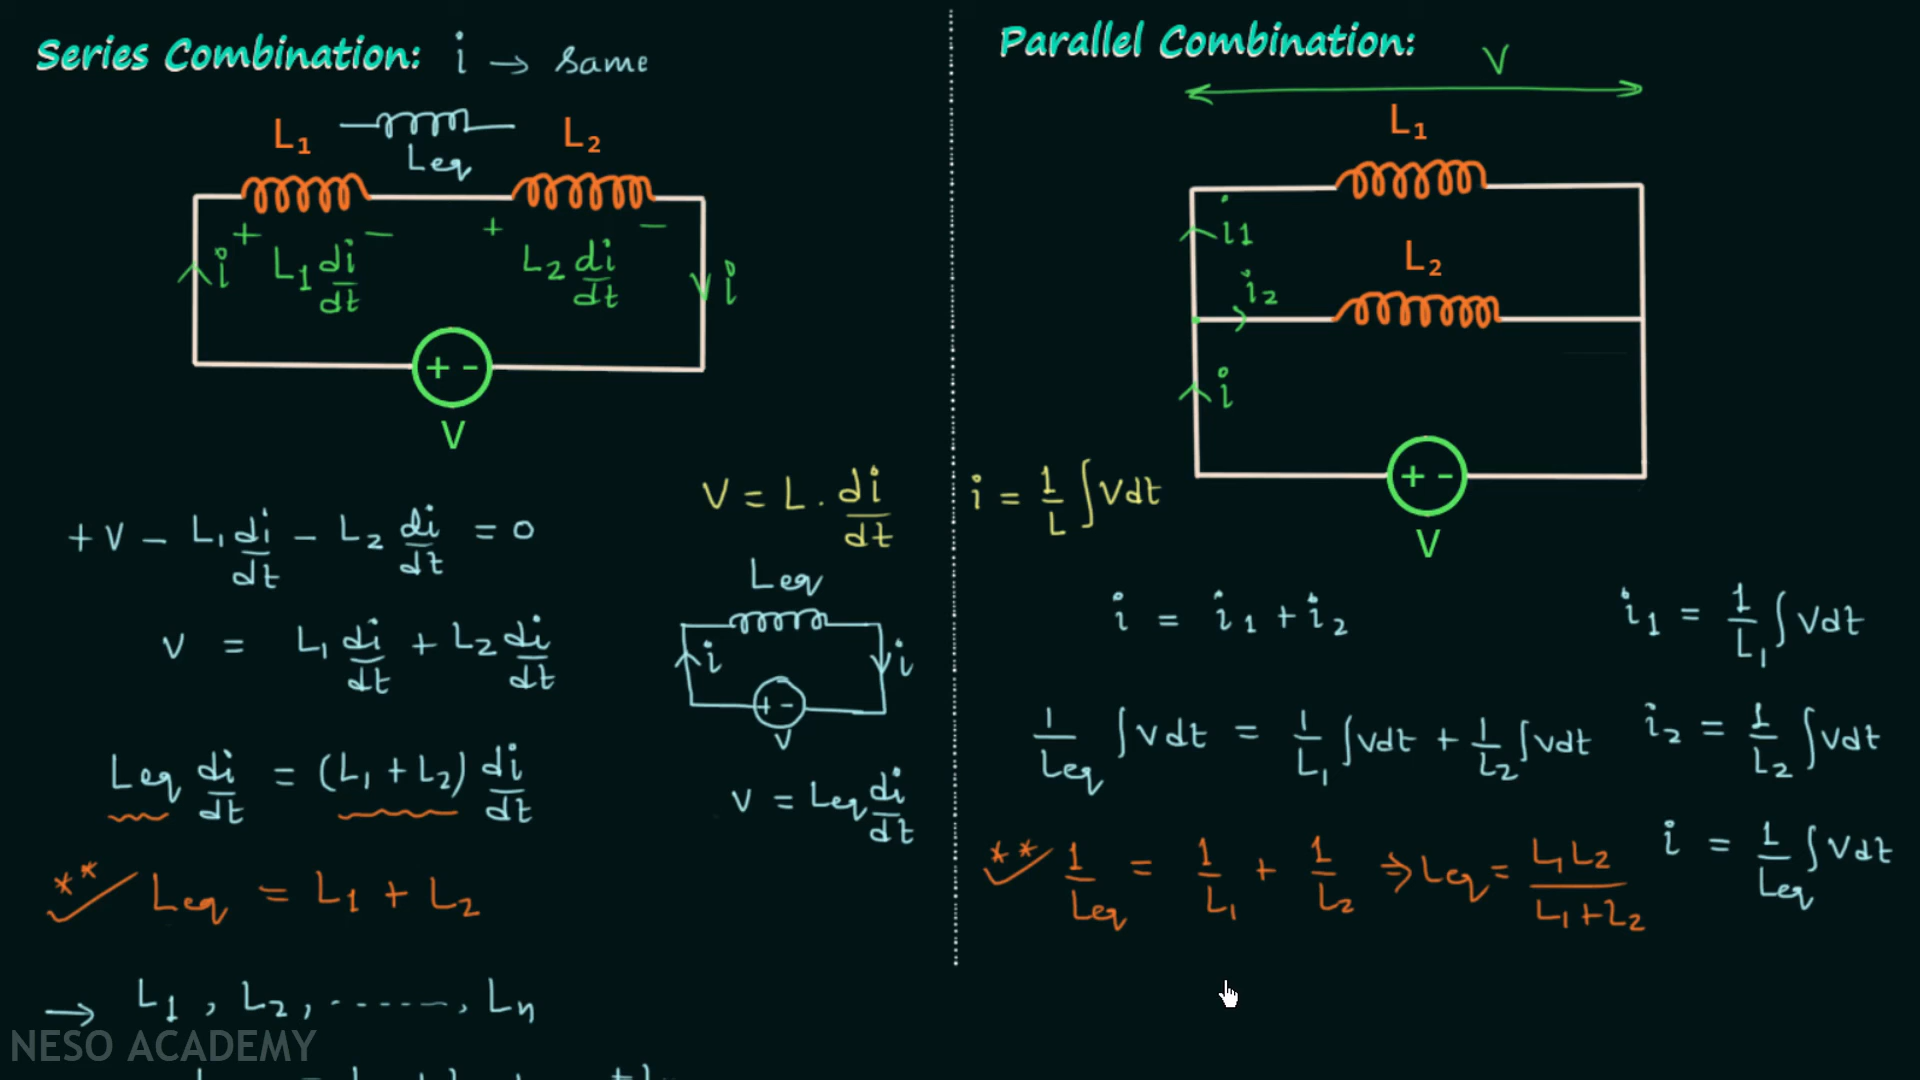 Series Combination: i → same
L₁ Leq L₂
+ − + −
i L₁ di/dt L₂ di/dt i
+ -
V
V = L . di/dt
+V − L₁ di/dt − L₂ di/dt = 0
Leq
V = L₁ di/dt + L₂ di/dt
i i
+ -
V
Leq di/dt = (L₁ + L₂) di/dt
V = Leq di/dt
** ✓ Leq = L₁ + L₂
→ L₁ , L₂ , ------ , Ln
NESO ACADEMY
Parallel Combination:
V
L₁
i₁
L₂
i₂
i
+ -
V
i = 1/L ∫Vdt
i = i₁ + i₂
i₁ = 1/L₁ ∫Vdt
1/Leq ∫Vdt = 1/L₁ ∫Vdt + 1/L₂ ∫Vdt
i₂ = 1/L₂ ∫Vdt
** ✓ 1/Leq = 1/L₁ + 1/L₂ ⇒ Leq = L₁L₂/L₁+L₂
i = 1/Leq ∫Vdt